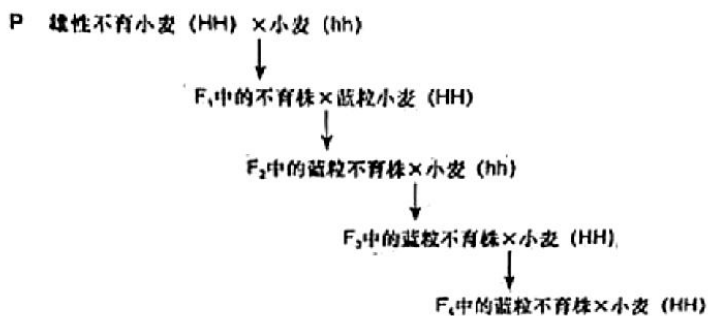 P 雄性不育小麦 (HH) ×小麦 (hh)
F₁中的不育株×蓝粒小麦 (HH)
F₂中的蓝粒不育株×小麦 (hh)
F₃中的蓝粒不育株×小麦 (HH)
F₄中的蓝粒不育株×小麦 (HH)